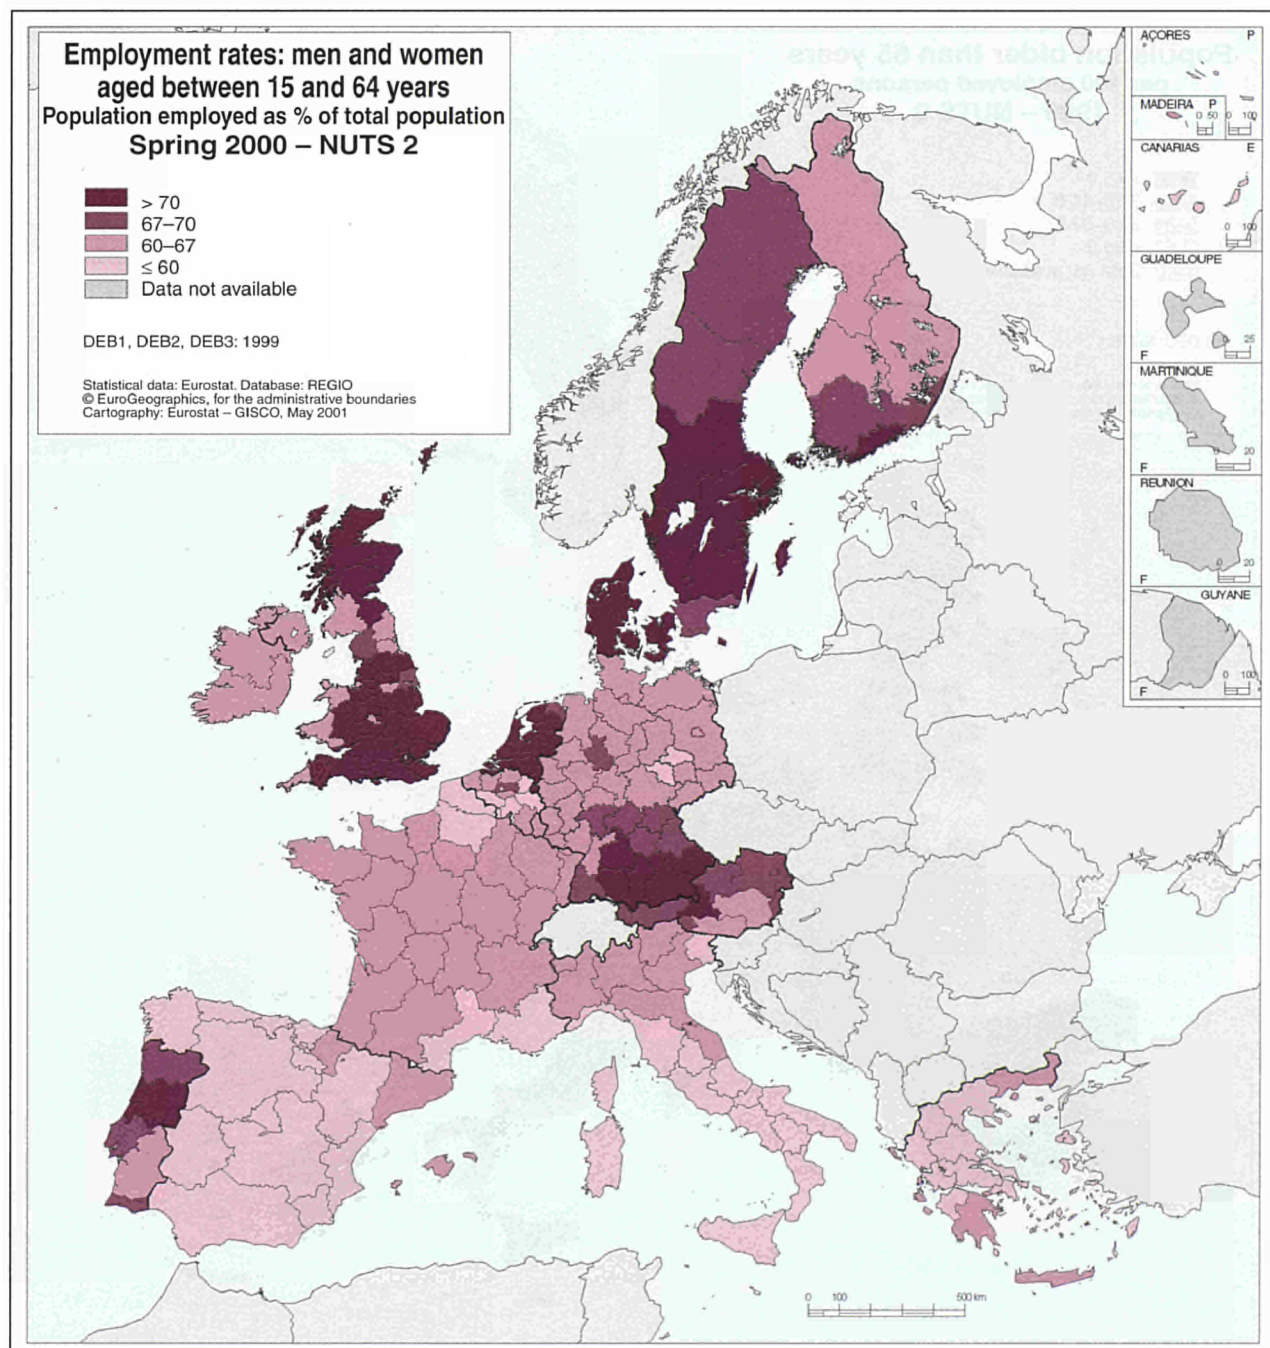 Employment rates: men and women
aged between 15 and 64 years
Population employed as % of total population
Spring 2000 – NUTS 2
> 70
67–70
60–67
≤ 60
Data not available
DEB1, DEB2, DEB3: 1999
Statistical data: Eurostat. Database: REGIO
© EuroGeographics, for the administrative boundaries
Cartography: Eurostat – GISCO, May 2001
AÇORES P
MADEIRA P
0 50
0 100
CANARIAS E
0 100
GUADELOUPE
F
25
MARTINIQUE
F
0 20
REUNION
F
0 20
GUYANE
F
0 100
0 100 500 km